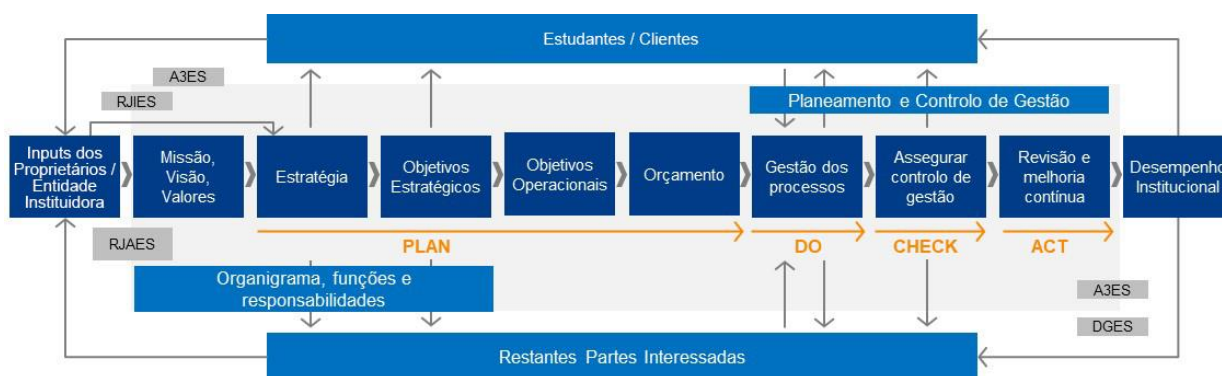 Estudantes / Clientes
A3ES
RJIES
Planeamento e Controlo de Gestão
Inputs dos
Proprietários /
Entidade
Instituidora
Missão,
Visão,
Valores
Estratégia
Objetivos
Estratégicos
Objetivos
Operacionais
Orçamento
Gestão dos
processos
Assegurar
controlo de
gestão
Revisão e
melhoria
contínua
Desempenho
Institucional
RJAES
PLAN
DO
CHECK
ACT
Organigrama, funções e
responsabilidades
A3ES
DGES
Restantes Partes Interessadas